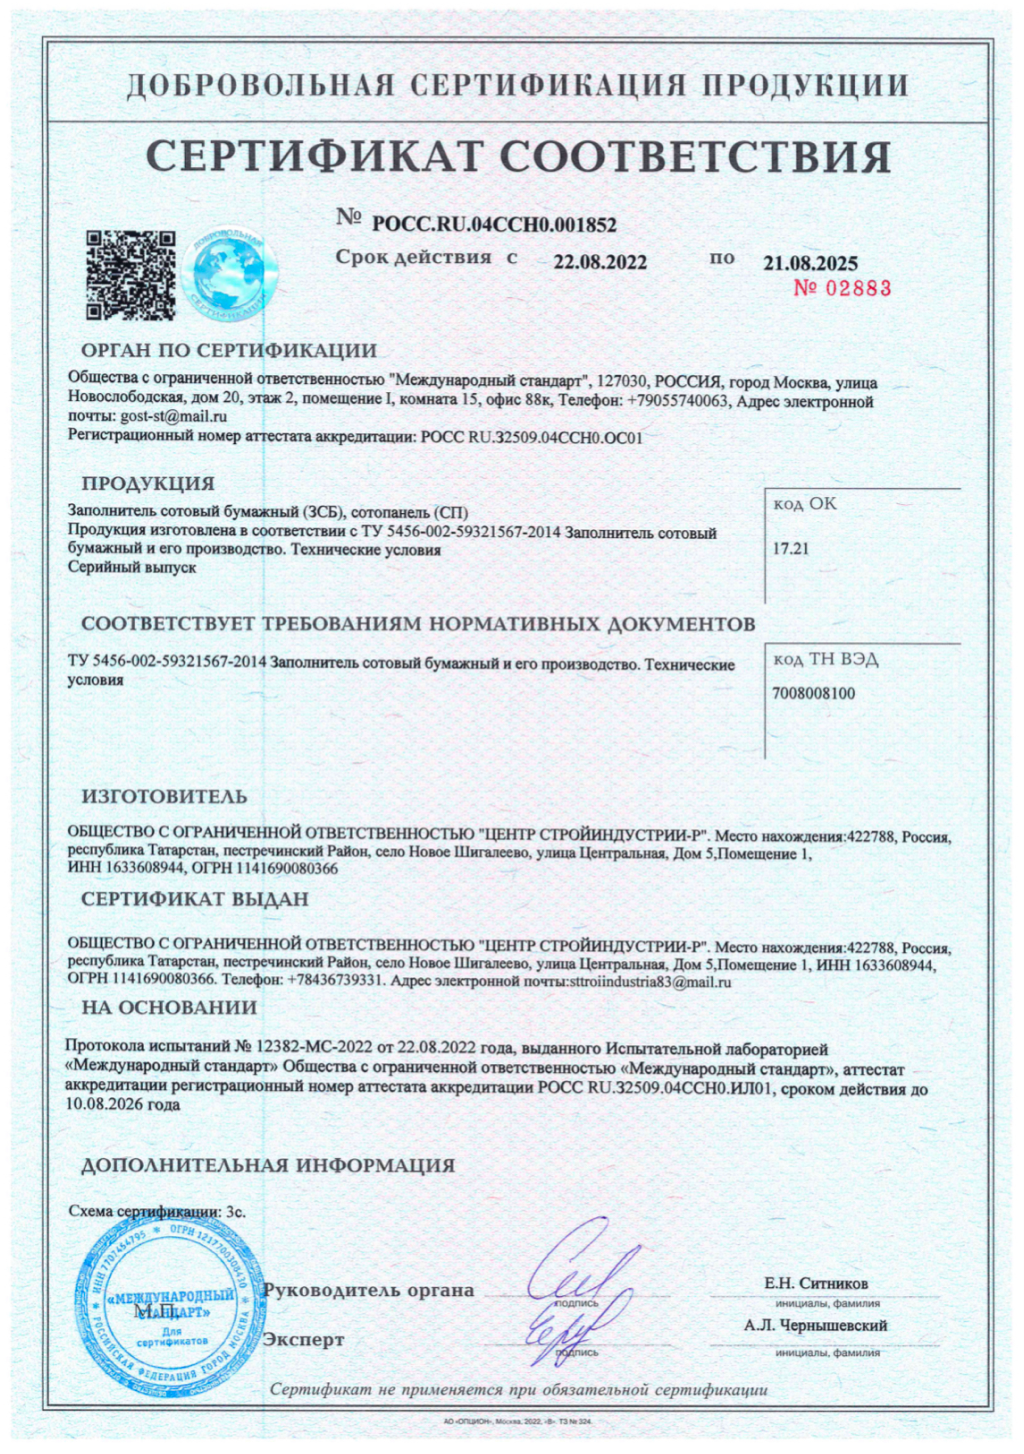 ДОБРОВОЛЬНАЯ СЕРТИФИКАЦИЯ ПРОДУКЦИИ
СЕРТИФИКАТ СООТВЕТСТВИЯ
№ РОСС.RU.04ССН0.001852
Срок действия с 22.08.2022 по 21.08.2025
№ 02883
ДОБРОВОЛЬНАЯ
СЕРТИФИКАЦИЯ
ОРГАН ПО СЕРТИФИКАЦИИ
Общества с ограниченной ответственностью "Международный стандарт", 127030, РОССИЯ, город Москва, улица
Новослободская, дом 20, этаж 2, помещение I, комната 15, офис 88к, Телефон: +79055740063, Адрес электронной
почты: gost-st@mail.ru
Регистрационный номер аттестата аккредитации: РОСС RU.32509.04ССН0.ОС01
ПРОДУКЦИЯ
Заполнитель сотовый бумажный (ЗСБ), сотопанель (СП)
Продукция изготовлена в соответствии с ТУ 5456-002-59321567-2014 Заполнитель сотовый
бумажный и его производство. Технические условия
Серийный выпуск
код ОК
17.21
СООТВЕТСТВУЕТ ТРЕБОВАНИЯМ НОРМАТИВНЫХ ДОКУМЕНТОВ
ТУ 5456-002-59321567-2014 Заполнитель сотовый бумажный и его производство. Технические
условия
код ТН ВЭД
7008008100
ИЗГОТОВИТЕЛЬ
ОБЩЕСТВО С ОГРАНИЧЕННОЙ ОТВЕТСТВЕННОСТЬЮ "ЦЕНТР СТРОЙИНДУСТРИИ-Р". Место нахождения:422788, Россия,
республика Татарстан, пестречинский Район, село Новое Шигалеево, улица Центральная, Дом 5,Помещение 1,
ИНН 1633608944, ОГРН 1141690080366
СЕРТИФИКАТ ВЫДАН
ОБЩЕСТВО С ОГРАНИЧЕННОЙ ОТВЕТСТВЕННОСТЬЮ "ЦЕНТР СТРОЙИНДУСТРИИ-Р". Место нахождения:422788, Россия,
республика Татарстан, пестречинский Район, село Новое Шигалеево, улица Центральная, Дом 5,Помещение 1, ИНН 1633608944,
ОГРН 1141690080366. Телефон: +78436739331. Адрес электронной почты:sttroiindustria83@mail.ru
НА ОСНОВАНИИ
Протокола испытаний № 12382-МС-2022 от 22.08.2022 года, выданного Испытательной лабораторией
«Международный стандарт» Общества с ограниченной ответственностью «Международный стандарт», аттестат
аккредитации регистрационный номер аттестата аккредитации РОСС RU.32509.04ССН0.ИЛ01, сроком действия до
10.08.2026 года
ДОПОЛНИТЕЛЬНАЯ ИНФОРМАЦИЯ
Схема сертификации: 3с.
ИНН 7707454795 * ОГРН 1217700308430 *
РОССИЙСКАЯ ФЕДЕРАЦИЯ ГОРОД МОСКВА
«МЕЖДУНАРОДНЫЙ
СТАНДАРТ»
Для
сертификатов
М.П.
Руководитель органа
подпись
Е.Н. Ситников
инициалы, фамилия
Эксперт
подпись
А.Л. Чернышевский
инициалы, фамилия
Сертификат не применяется при обязательной сертификации
АО «ОПЦИОН», Москва, 2022, «В». ТЗ № 324.